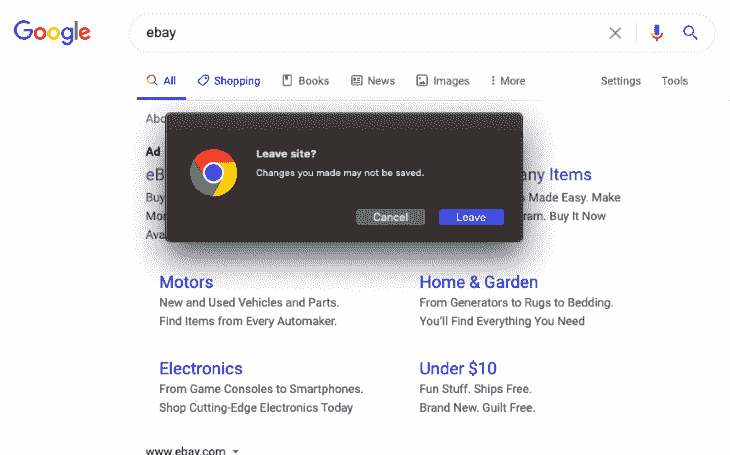 Google
ebay
All
Shopping
Books
News
Images
More
Settings
Tools
Abo
Ad
Leave site?
Changes you made may not be saved.
Cancel
Leave
eB
any Items
Buy
s Made Easy. Make
Mor
ram. Buy It Now
Ava
Motors
Home & Garden
New and Used Vehicles and Parts.
From Generators to Rugs to Bedding.
Find Items from Every Automaker.
You'll Find Everything You Need
Electronics
Under $10
From Game Consoles to Smartphones.
Fun Stuff. Ships Free.
Shop Cutting-Edge Electronics Today
Brand New. Guilt Free.
www.ebay.com